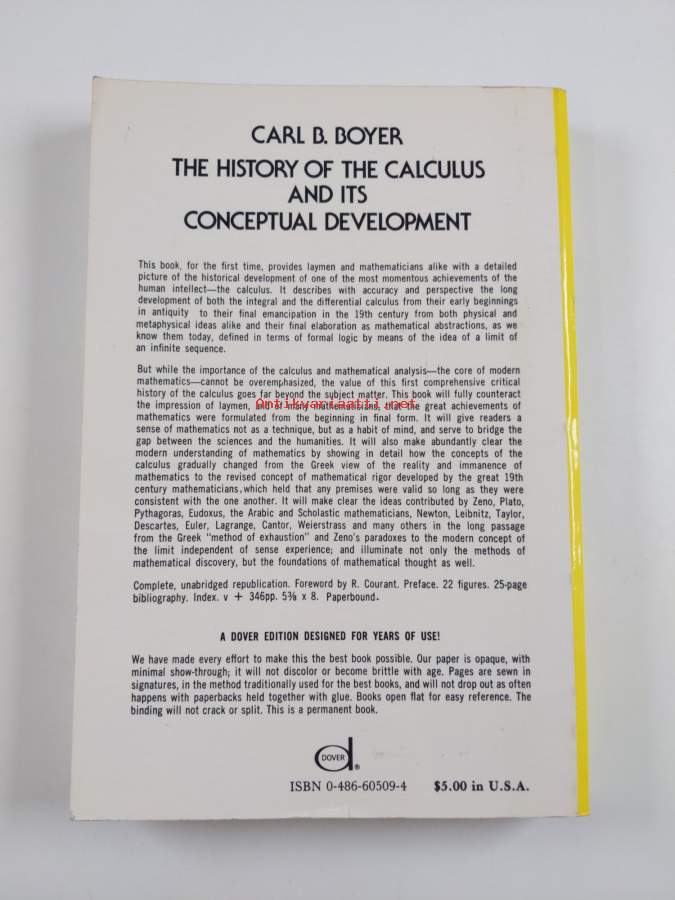 CARL B. BOYER
THE HISTORY OF THE CALCULUS
AND ITS
CONCEPTUAL DEVELOPMENT
This book, for the first time, provides laymen and mathematicians alike with a detailed
picture of the historical development of one of the most momentous achievements of the
human intellect—the calculus. It describes with accuracy and perspective the long
development of both the integral and the differential calculus from their early beginnings
in antiquity to their final emancipation in the 19th century from both physical and
metaphysical ideas alike and their final elaboration as mathematical abstractions, as we
know them today, defined in terms of formal logic by means of the idea of a limit of
an infinite sequence.
But while the importance of the calculus and mathematical analysis—the core of modern
mathematics—cannot be overemphasized, the value of this first comprehensive critical
history of the calculus goes far beyond the subject matter. This book will fully counteract
the impression of laymen, and of many mathematicians, that the great achievements of
Antikvariaatti.net
mathematics were formulated from the beginning in final form. It will give readers a
sense of mathematics not as a technique, but as a habit of mind, and serve to bridge the
gap between the sciences and the humanities. It will also make abundantly clear the
modern understanding of mathematics by showing in detail how the concepts of the
calculus gradually changed from the Greek view of the reality and immanence of
mathematics to the revised concept of mathematical rigor developed by the great 19th
century mathematicians, which held that any premises were valid so long as they were
consistent with the one another. It will make clear the ideas contributed by Zeno, Plato,
Pythagoras, Eudoxus, the Arabic and Scholastic mathematicians, Newton, Leibnitz, Taylor,
Descartes, Euler, Lagrange, Cantor, Weierstrass and many others in the long passage
from the Greek "method of exhaustion" and Zeno's paradoxes to the modern concept of
the limit independent of sense experience; and illuminate not only the methods of
mathematical discovery, but the foundations of mathematical thought as well.
Complete, unabridged republication. Foreword by R. Courant. Preface. 22 figures. 25-page
bibliography. Index. v + 346pp. 5⅜ x 8. Paperbound.
A DOVER EDITION DESIGNED FOR YEARS OF USE!
We have made every effort to make this the best book possible. Our paper is opaque, with
minimal show-through; it will not discolor or become brittle with age. Pages are sewn in
signatures, in the method traditionally used for the best books, and will not drop out as often
happens with paperbacks held together with glue. Books open flat for easy reference. The
binding will not crack or split. This is a permanent book.
DOVER ®
ISBN 0-486-60509-4 $5.00 in U.S.A.